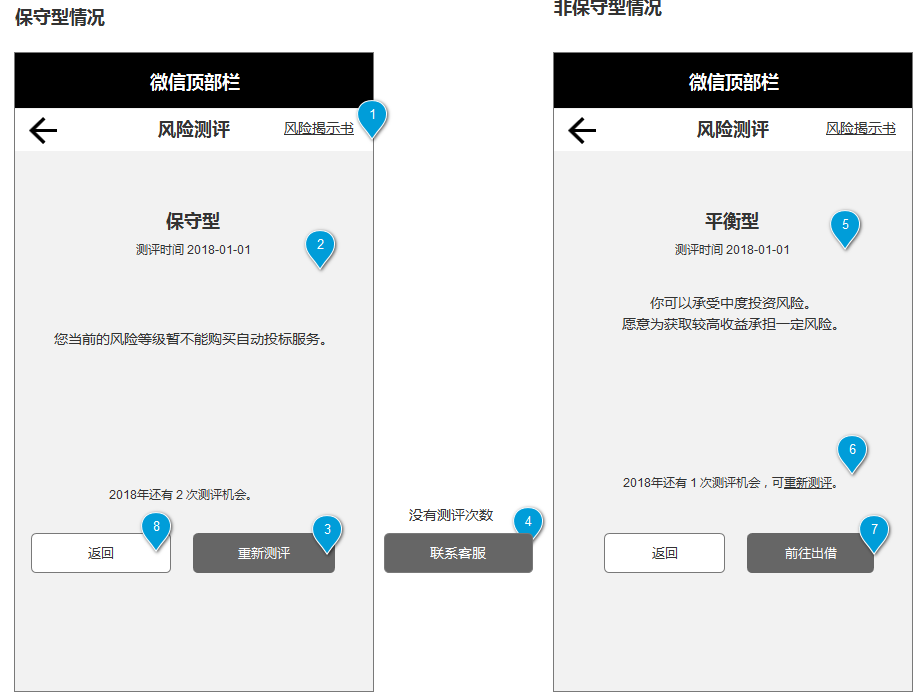 保守型情况
微信顶部栏
风险测评
风险揭示书
1
保守型
测评时间 2018-01-01
2
您当前的风险等级暂不能购买自动投标服务。
2018年还有 2 次测评机会。
8
返回
3
重新测评
没有测评次数
4
联系客服
非保守型情况
微信顶部栏
风险测评
风险揭示书
平衡型
测评时间 2018-01-01
5
你可以承受中度投资风险。
愿意为获取较高收益承担一定风险。
6
2018年还有 1 次测评机会，可重新测评。
返回
7
前往出借